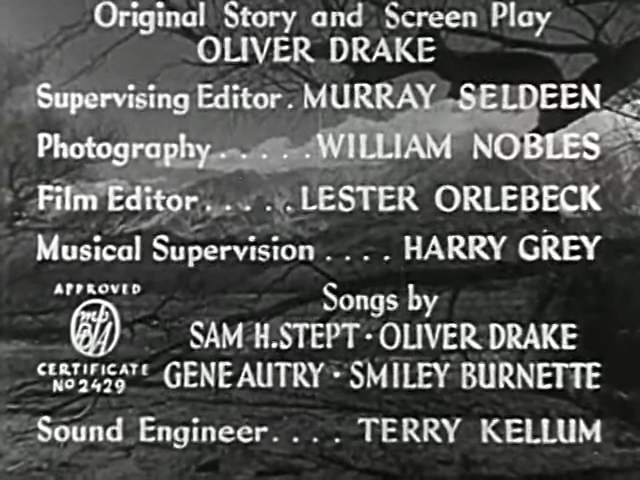 Original Story and Screen Play
OLIVER DRAKE
Supervising Editor. MURRAY SELDEEN
Photography.....WILLIAM NOBLES
Film Editor.....LESTER ORLEBECK
Musical Supervision.... HARRY GREY
APPROVED
MPPDA
CERTIFICATE
No 2429
Songs by
SAM H. STEPT · OLIVER DRAKE
GENE AUTRY · SMILEY BURNETTE
Sound Engineer.... TERRY KELLUM